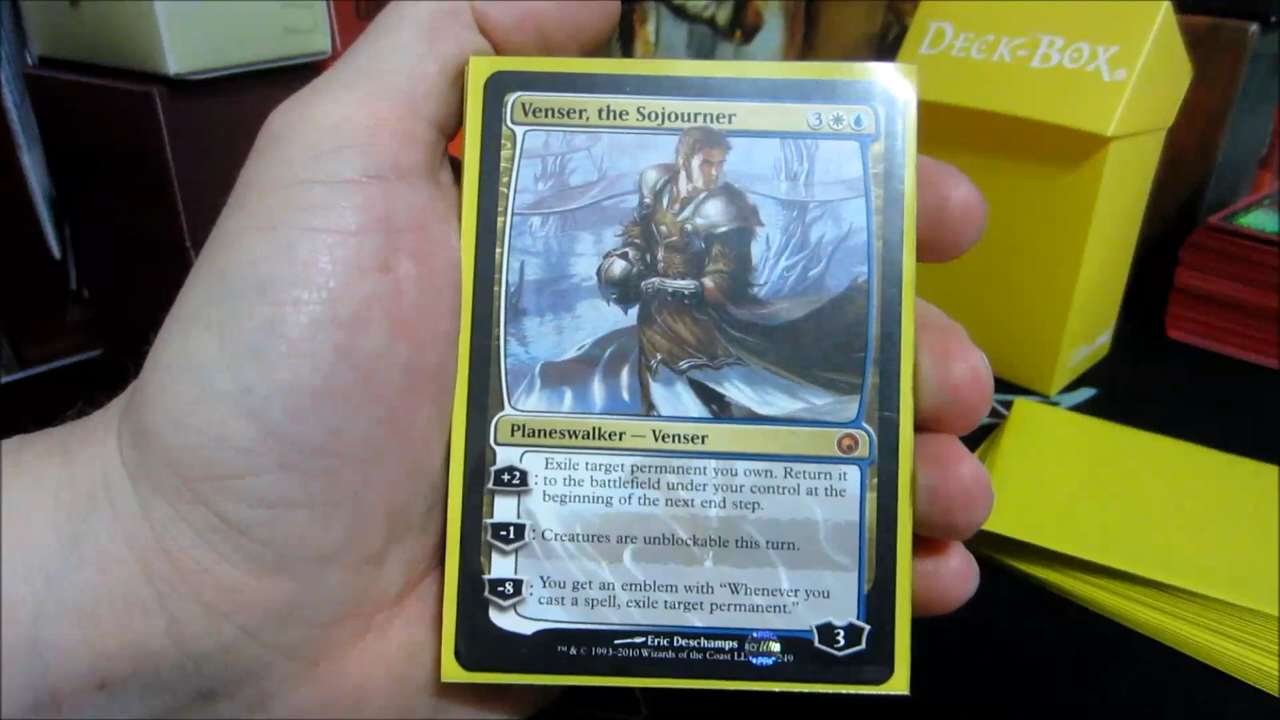 DECK-BOX®
Venser, the Sojourner 3
Planeswalker — Venser
+2 : Exile target permanent you own. Return it
to the battlefield under your control at the
beginning of the next end step.
-1 : Creatures are unblockable this turn.
-8 : You get an emblem with “Whenever you
cast a spell, exile target permanent.”
3
Eric Deschamps
™ & © 1993–2010 Wizards of the Coast 249